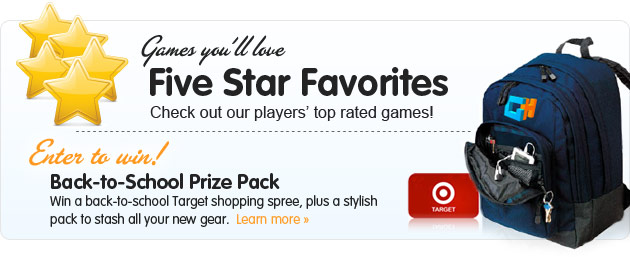 Games you'll love
Five Star Favorites
Check out our players' top rated games!
Enter to win!
Back-to-School Prize Pack
Win a back-to-school Target shopping spree, plus a stylish
pack to stash all your new gear. Learn more »
TARGET
GH